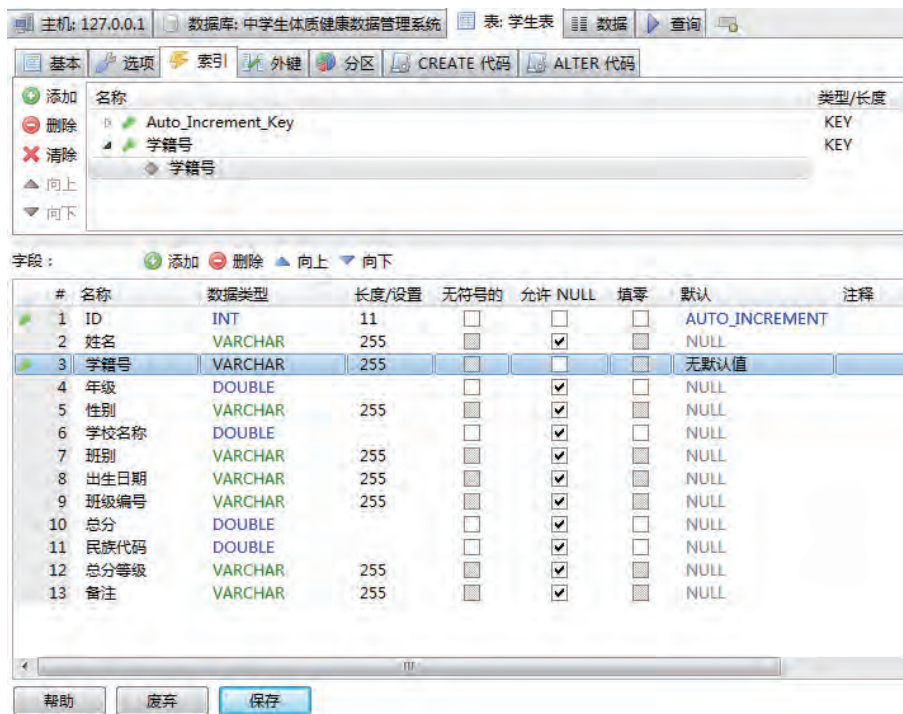 主机: 127.0.0.1 数据库: 中学生体质健康数据管理系统 表: 学生表 数据 查询
基本 选项 索引 外键 分区 CREATE 代码 ALTER 代码
添加 名称 类型/长度
删除 Auto_Increment_Key KEY
清除 学籍号 KEY
学籍号
向上
向下
字段: 添加 删除 向上 向下
# 名称 数据类型 长度/设置 无符号的 允许 NULL 填零 默认 注释
1 ID INT 11 AUTO_INCREMENT
2 姓名 VARCHAR 255 NULL
3 学籍号 VARCHAR 255 无默认值
4 年级 DOUBLE NULL
5 性别 VARCHAR 255 NULL
6 学校名称 DOUBLE NULL
7 班别 VARCHAR 255 NULL
8 出生日期 VARCHAR 255 NULL
9 班级编号 VARCHAR 255 NULL
10 总分 DOUBLE NULL
11 民族代码 DOUBLE NULL
12 总分等级 VARCHAR 255 NULL
13 备注 VARCHAR 255 NULL
帮助 废弃 保存